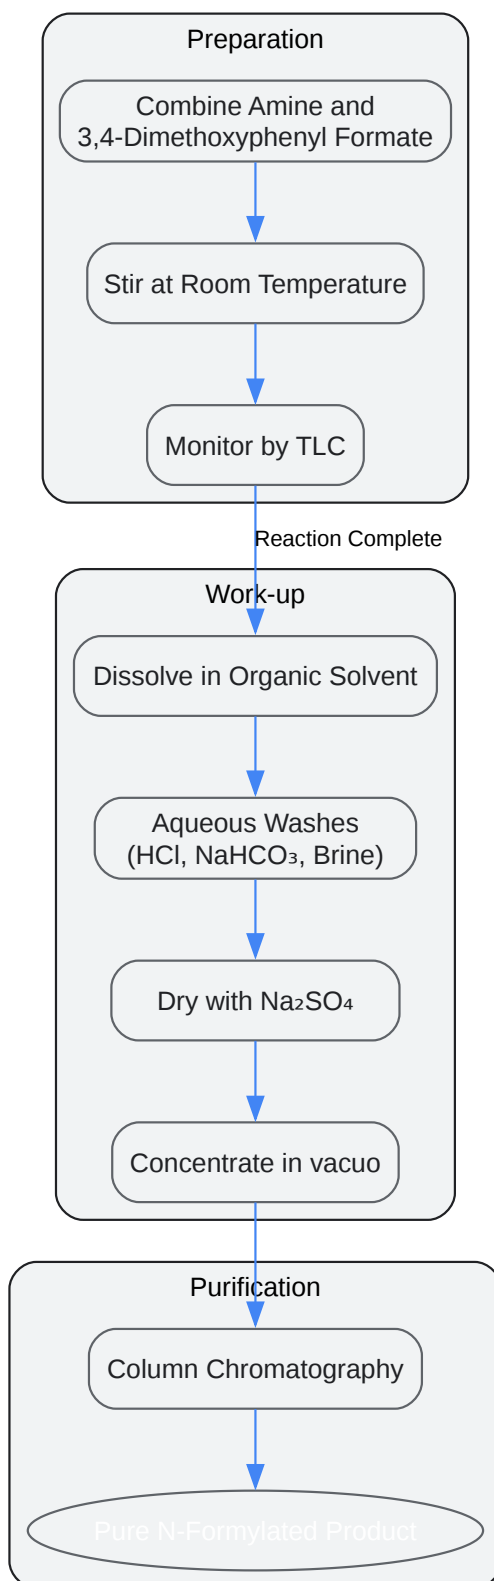 Preparation
Combine Amine and
3,4-Dimethoxyphenyl Formate
Stir at Room Temperature
Monitor by TLC
Reaction Complete
Work-up
Dissolve in Organic Solvent
Aqueous Washes
(HCl, NaHCO₃, Brine)
Dry with Na₂SO₄
Concentrate in vacuo
Purification
Column Chromatography
Pure N-Formylated Product